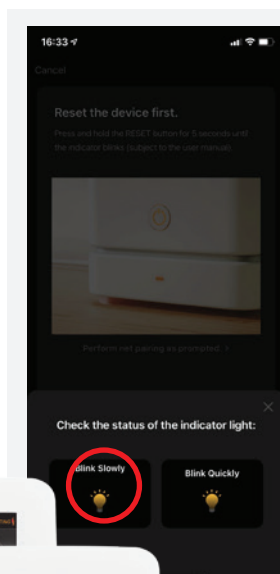 16:33
Cancel
Reset the device first.
Press and hold the RESET button for 5 seconds until
the indicator blinks (subject to the user manual).
Perform net pairing as prompted. >
Check the status of the indicator light:
Blink Slowly
Blink Quickly